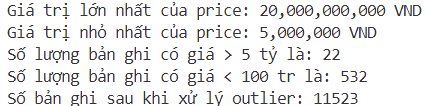 Giá trị lớn nhất của price: 20,000,000,000 VND
Giá trị nhỏ nhất của price: 5,000,000 VND
Số lượng bản ghi có giá > 5 tỷ là: 22
Số lượng bản ghi có giá < 100 tr là: 532
Số bản ghi sau khi xử lý outlier: 11523